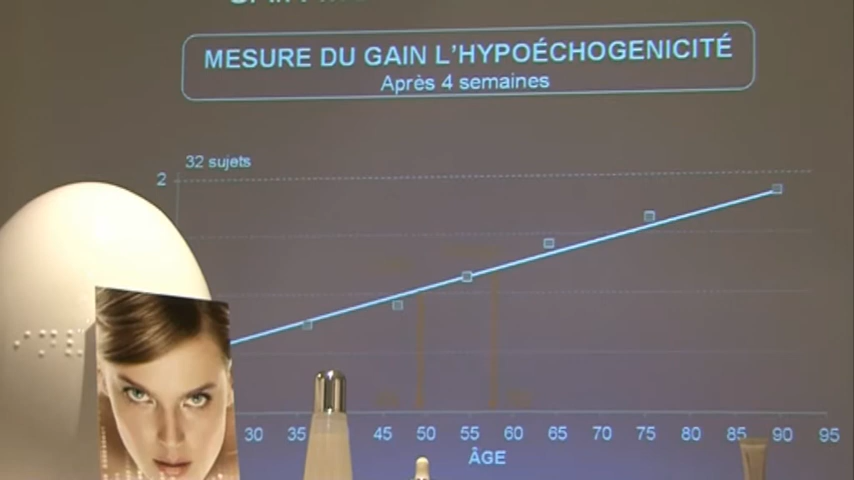 MESURE DU GAIN L'HYPOÉCHOGENICITÉ
Après 4 semaines
32 sujets
2
30 35 45 50 55 60 65 70 75 80 85 90 95
ÂGE